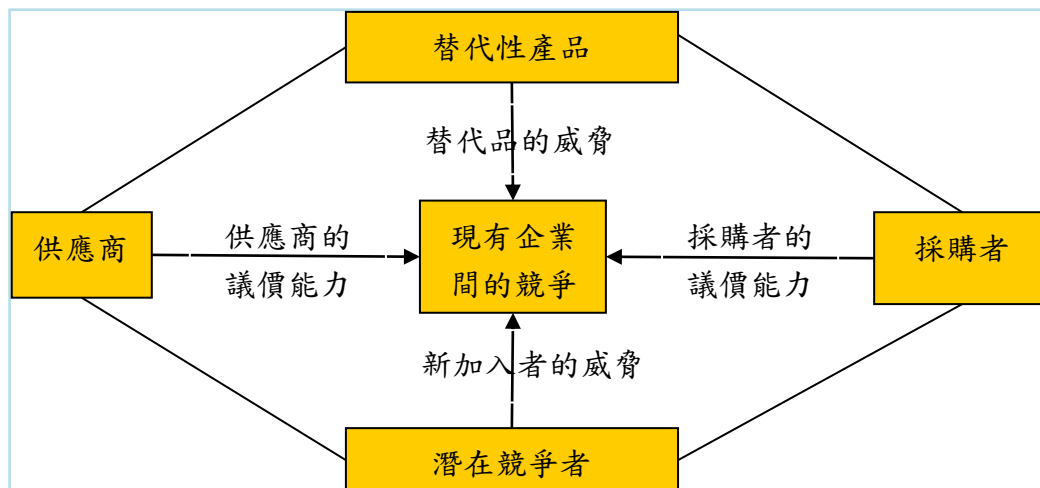 替代性產品
替代品的威脅
供應商
供應商的
議價能力
現有企業
間的競爭
採購者的
議價能力
採購者
新加入者的威脅
潛在競爭者